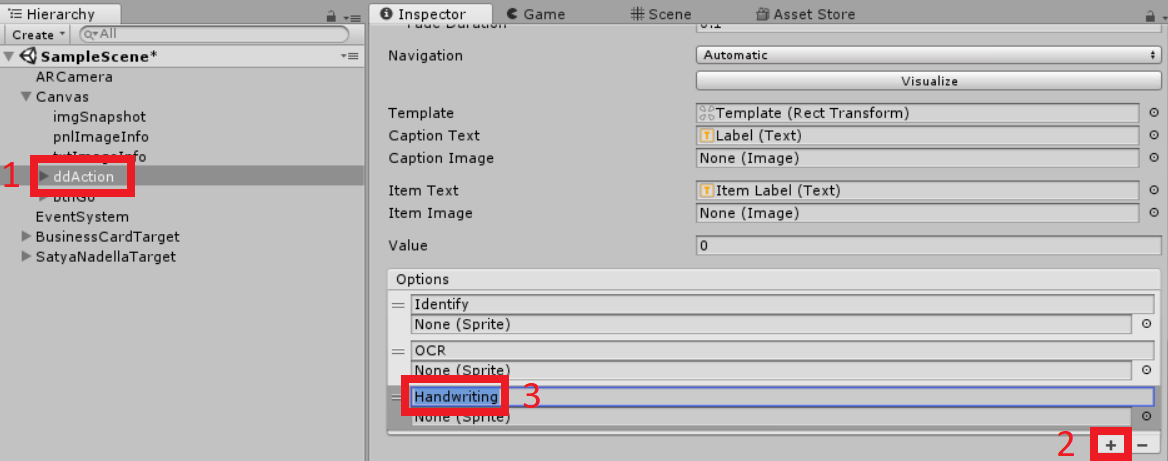 Hierarchy
Create
All
SampleScene*
ARCamera
Canvas
imgSnapshot
pnlImageInfo
txtImageInfo
1
ddAction
btnGo
EventSystem
BusinessCardTarget
SatyaNadellaTarget
Inspector Game Scene Asset Store
Fade Duration 0.1
Navigation Automatic
Visualize
Template Template (Rect Transform)
Caption Text Label (Text)
Caption Image None (Image)
Item Text Item Label (Text)
Item Image None (Image)
Value 0
Options
Identify
None (Sprite)
OCR
None (Sprite)
Handwriting 3
None (Sprite)
2 + −